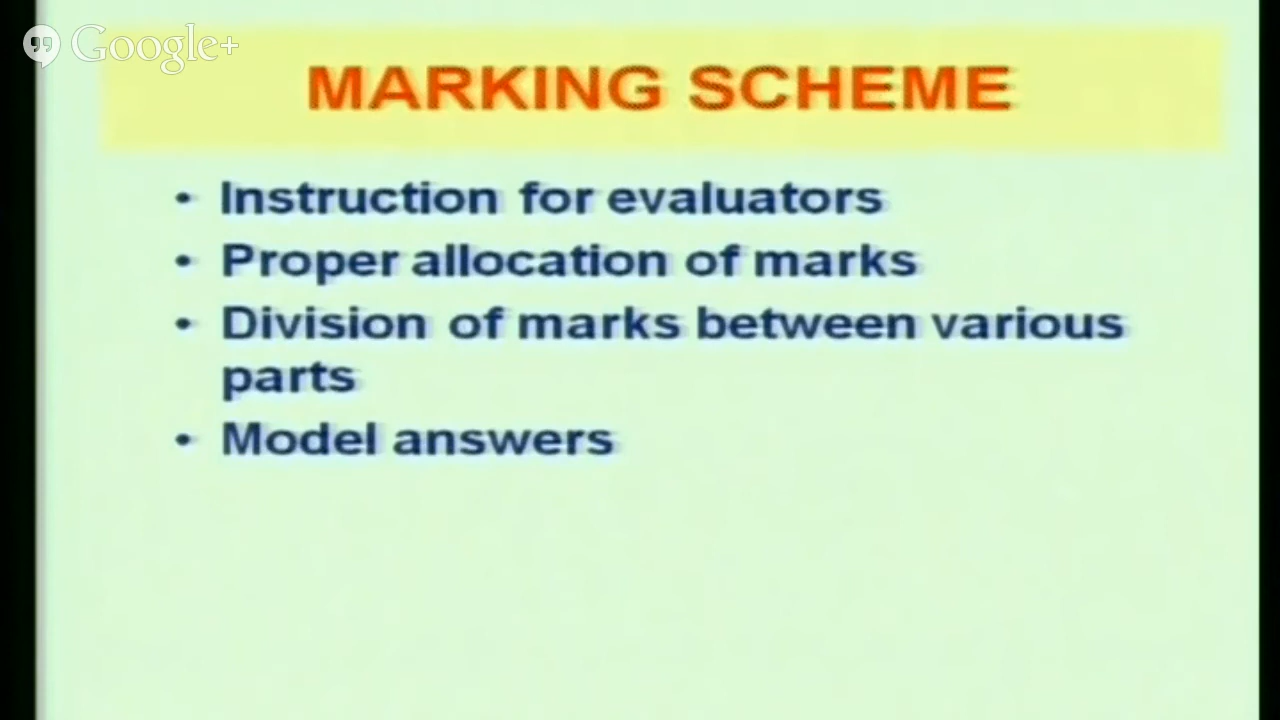 Google+
MARKING SCHEME
• Instruction for evaluators
• Proper allocation of marks
• Division of marks between various
parts
• Model answers